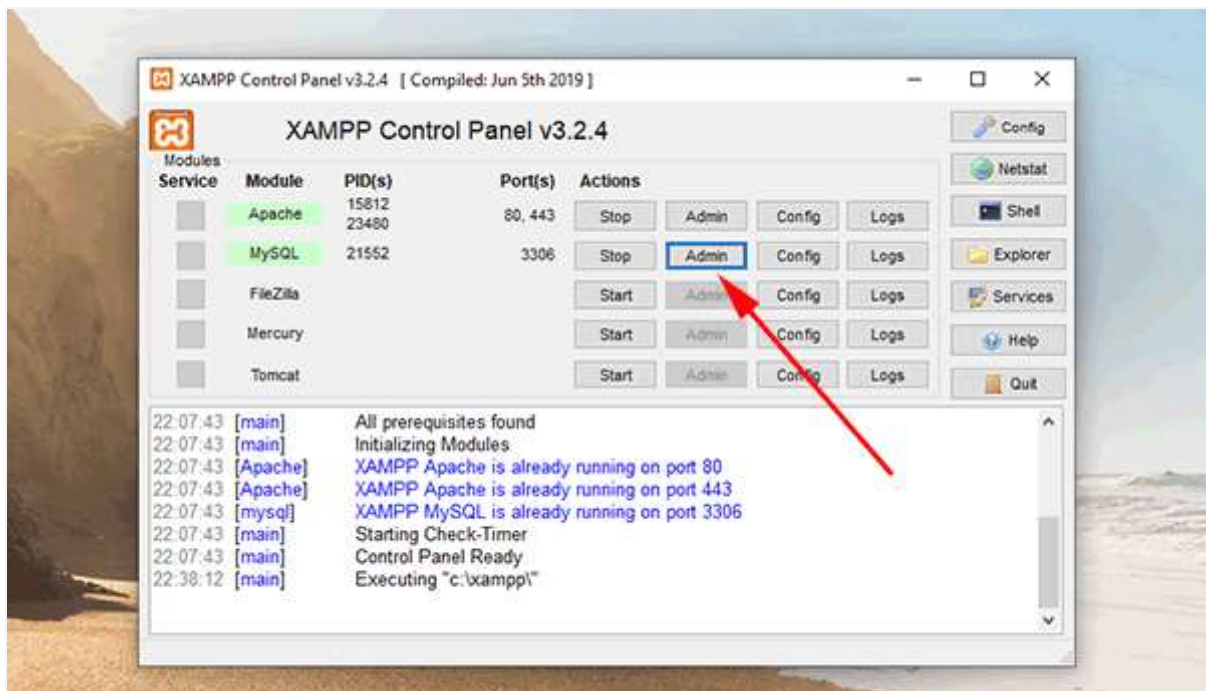 XAMPP Control Panel v3.2.4 [ Compiled: Jun 5th 2019 ]
XAMPP Control Panel v3.2.4
Config
Modules
Netstat
Service Module PID(s) Port(s) Actions
Apache 15812 23480 80, 443 Stop Admin Config Logs
Shell
MySQL 21552 3306 Stop Admin Config Logs
Explorer
FileZilla Start Admin Config Logs
Services
Mercury Start Admin Config Logs
Help
Tomcat Start Admin Config Logs
Quit
22:07:43 [main] All prerequisites found
22:07:43 [main] Initializing Modules
22:07:43 [Apache] XAMPP Apache is already running on port 80
22:07:43 [Apache] XAMPP Apache is already running on port 443
22:07:43 [mysql] XAMPP MySQL is already running on port 3306
22:07:43 [main] Starting Check-Timer
22:07:43 [main] Control Panel Ready
22:38:12 [main] Executing "c:\xampp\"